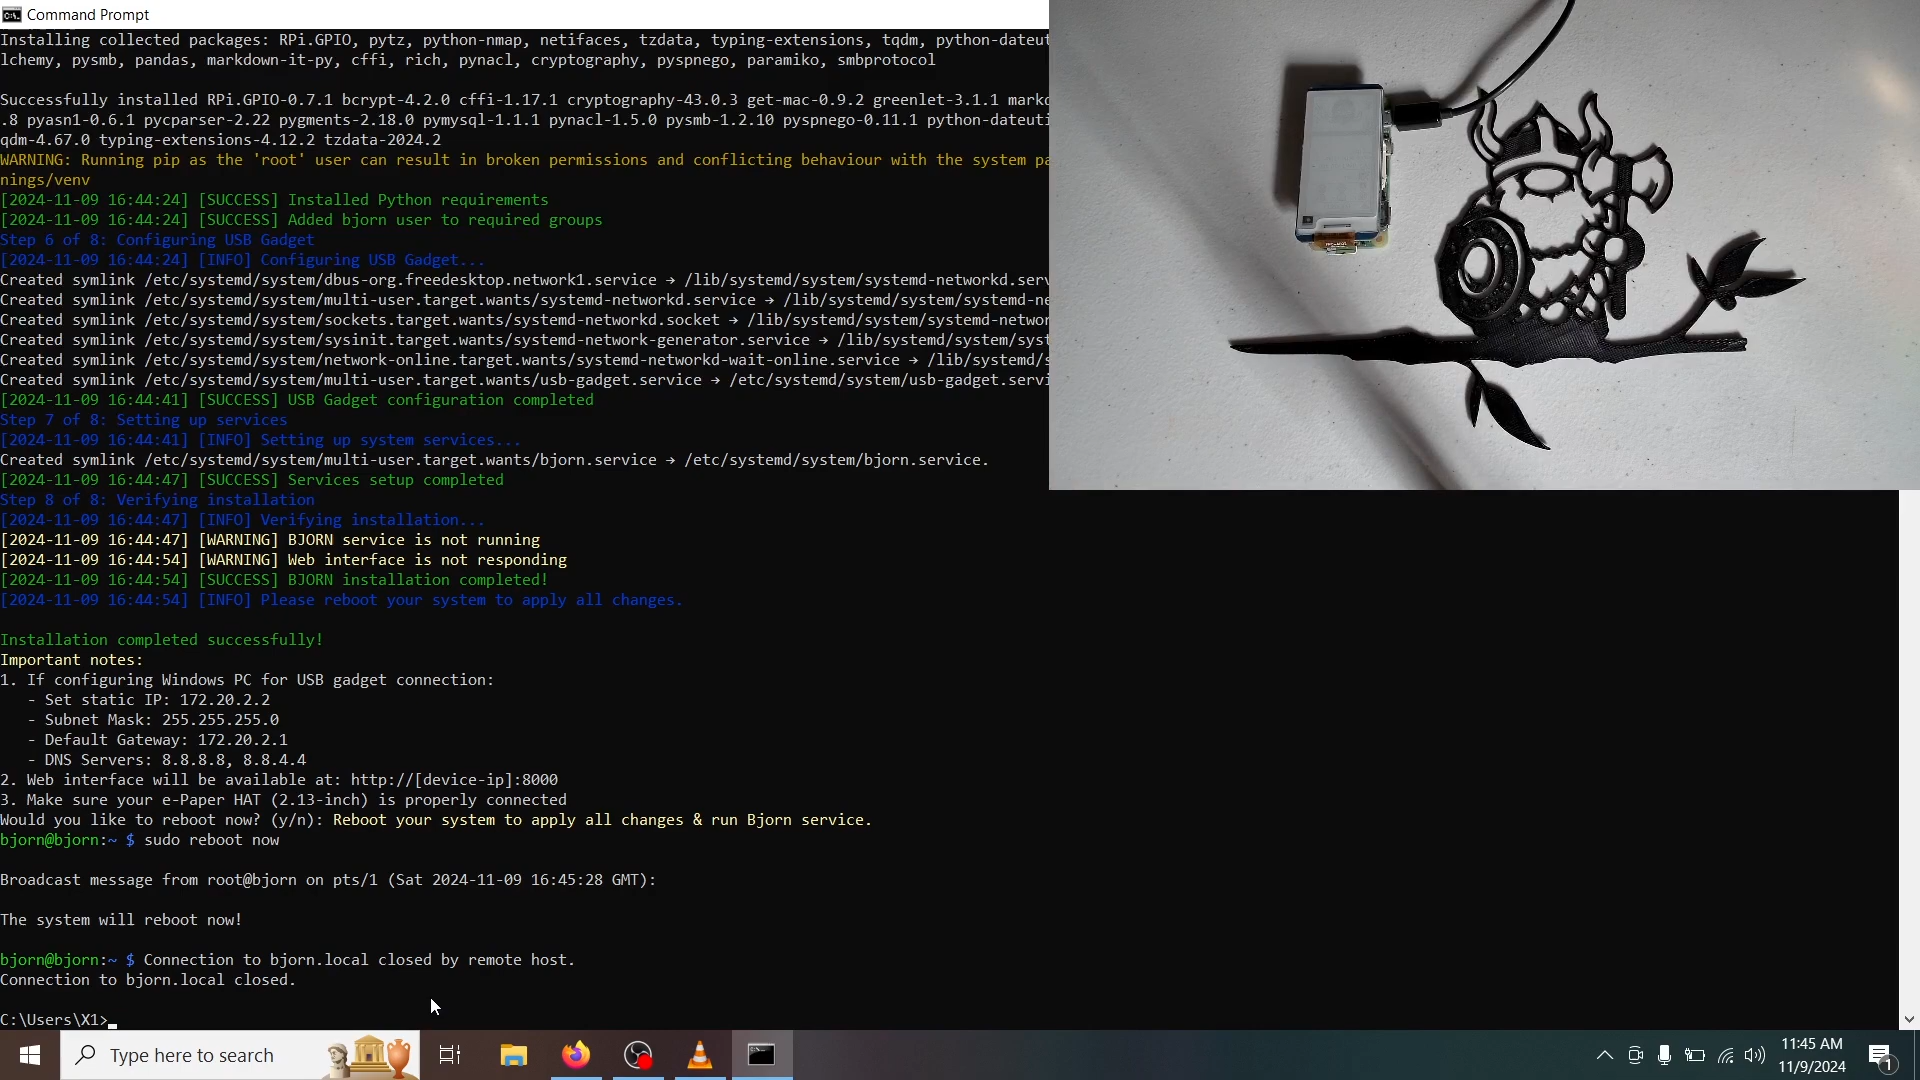 Command Prompt
Installing collected packages: RPi.GPIO, pytz, python-nmap, netifaces, tzdata, typing-extensions, tqdm, python-dateut
lchemy, pysmb, pandas, markdown-it-py, cffi, rich, pynacl, cryptography, pyspnego, paramiko, smbprotocol
Successfully installed RPi.GPIO-0.7.1 bcrypt-4.2.0 cffi-1.17.1 cryptography-43.0.3 get-mac-0.9.2 greenlet-3.1.1 markd
.8 pyasn1-0.6.1 pycparser-2.22 pygments-2.18.0 pymysql-1.1.1 pynacl-1.5.0 pysmb-1.2.10 pyspnego-0.11.1 python-dateuti
qdm-4.67.0 typing-extensions-4.12.2 tzdata-2024.2
WARNING: Running pip as the 'root' user can result in broken permissions and conflicting behaviour with the system pa
nings/venv
[2024-11-09 16:44:24] [SUCCESS] Installed Python requirements
[2024-11-09 16:44:24] [SUCCESS] Added bjorn user to required groups
Step 6 of 8: Configuring USB Gadget
[2024-11-09 16:44:24] [INFO] Configuring USB Gadget...
Created symlink /etc/systemd/system/dbus-org.freedesktop.network1.service → /lib/systemd/system/systemd-networkd.serv
Created symlink /etc/systemd/system/multi-user.target.wants/systemd-networkd.service → /lib/systemd/system/systemd-ne
Created symlink /etc/systemd/system/sockets.target.wants/systemd-networkd.socket → /lib/systemd/system/systemd-networ
Created symlink /etc/systemd/system/sysinit.target.wants/systemd-network-generator.service → /lib/systemd/system/syst
Created symlink /etc/systemd/system/network-online.target.wants/systemd-networkd-wait-online.service → /lib/systemd/s
Created symlink /etc/systemd/system/multi-user.target.wants/usb-gadget.service → /etc/systemd/system/usb-gadget.servi
[2024-11-09 16:44:41] [SUCCESS] USB Gadget configuration completed
Step 7 of 8: Setting up services
[2024-11-09 16:44:41] [INFO] Setting up system services...
Created symlink /etc/systemd/system/multi-user.target.wants/bjorn.service → /etc/systemd/system/bjorn.service.
[2024-11-09 16:44:47] [SUCCESS] Services setup completed
Step 8 of 8: Verifying installation
[2024-11-09 16:44:47] [INFO] Verifying installation...
[2024-11-09 16:44:47] [WARNING] BJORN service is not running
[2024-11-09 16:44:54] [WARNING] Web interface is not responding
[2024-11-09 16:44:54] [SUCCESS] BJORN installation completed!
[2024-11-09 16:44:54] [INFO] Please reboot your system to apply all changes.
Installation completed successfully!
Important notes:
1. If configuring Windows PC for USB gadget connection:
- Set static IP: 172.20.2.2
- Subnet Mask: 255.255.255.0
- Default Gateway: 172.20.2.1
- DNS Servers: 8.8.8.8, 8.8.4.4
2. Web interface will be available at: http://[device-ip]:8000
3. Make sure your e-Paper HAT (2.13-inch) is properly connected
Would you like to reboot now? (y/n): Reboot your system to apply all changes & run Bjorn service.
bjorn@bjorn:~ $ sudo reboot now
Broadcast message from root@bjorn on pts/1 (Sat 2024-11-09 16:45:28 GMT):
The system will reboot now!
bjorn@bjorn:~ $ Connection to bjorn.local closed by remote host.
Connection to bjorn.local closed.
C:\Users\X1>
Type here to search
11:45 AM
11/9/2024
1